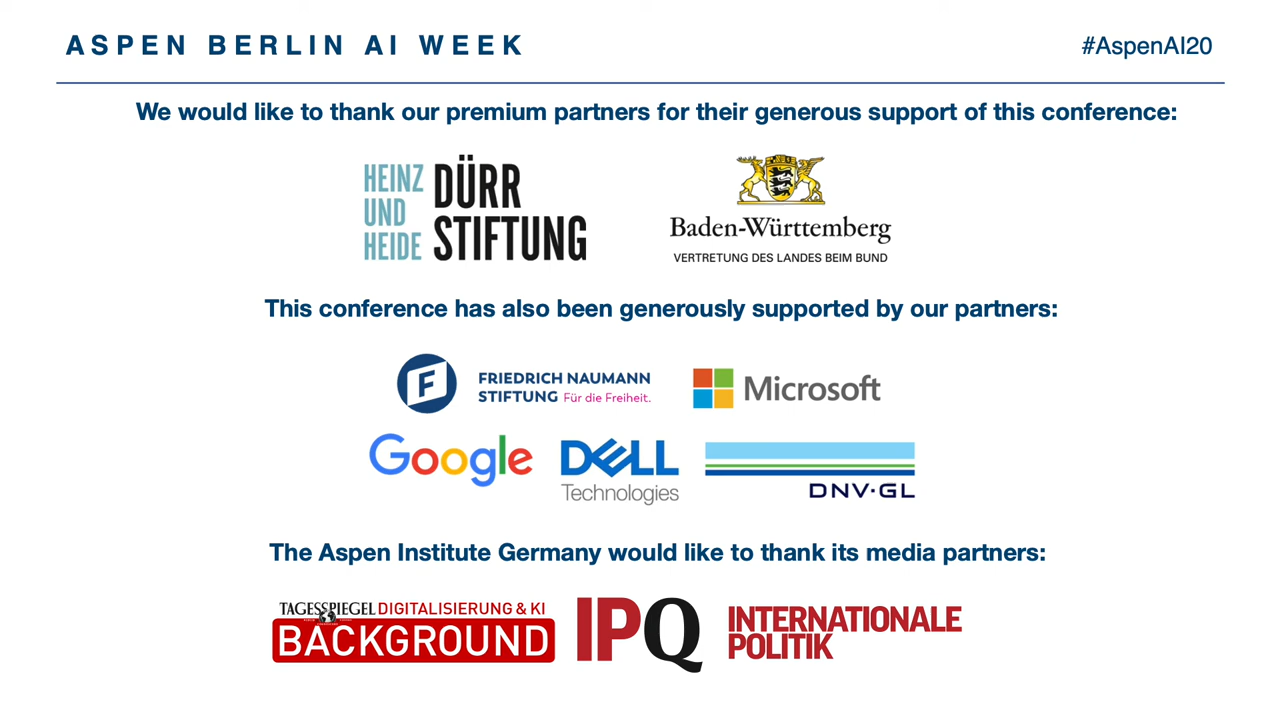 ASPEN BERLIN AI WEEK
#AspenAI20
We would like to thank our premium partners for their generous support of this conference:
HEINZ
UND
HEIDE
DÜRR
STIFTUNG
Baden-Württemberg
VERTRETUNG DES LANDES BEIM BUND
This conference has also been generously supported by our partners:
F
FRIEDRICH NAUMANN
STIFTUNG Für die Freiheit.
Microsoft
Google
DELL
Technologies
DNV·GL
The Aspen Institute Germany would like to thank its media partners:
TAGESSPIEGEL DIGITALISIERUNG & KI
BACKGROUND
IPQ
INTERNATIONALE
POLITIK